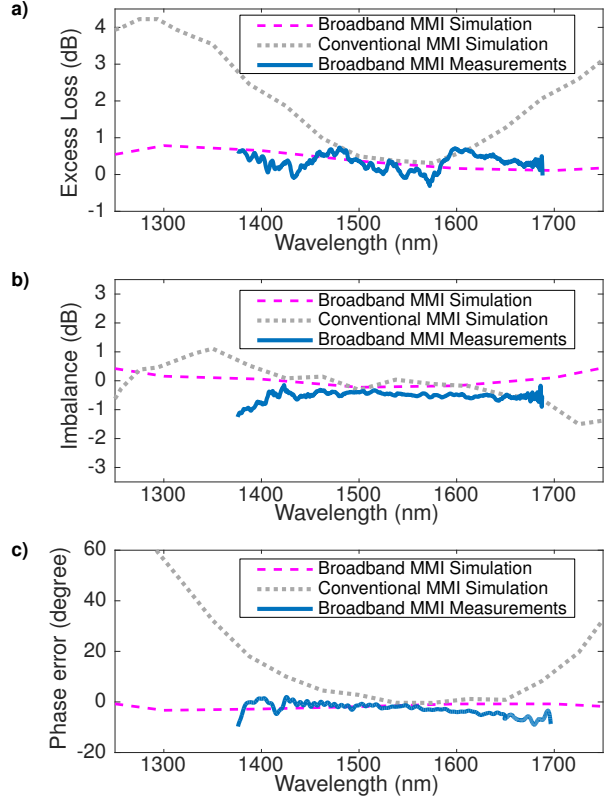 a)
Excess Loss (dB)
4
3
2
1
0
-1
Broadband MMI Simulation
Conventional MMI Simulation
Broadband MMI Measurements
1300 1400 1500 1600 1700
Wavelength (nm)
b)
Imbalance (dB)
3
2
1
0
-1
-2
-3
Broadband MMI Simulation
Conventional MMI Simulation
Broadband MMI Measurements
1300 1400 1500 1600 1700
Wavelength (nm)
c)
Phase error (degree)
60
40
20
0
-20
Broadband MMI Simulation
Conventional MMI Simulation
Broadband MMI Measurements
1300 1400 1500 1600 1700
Wavelength (nm)